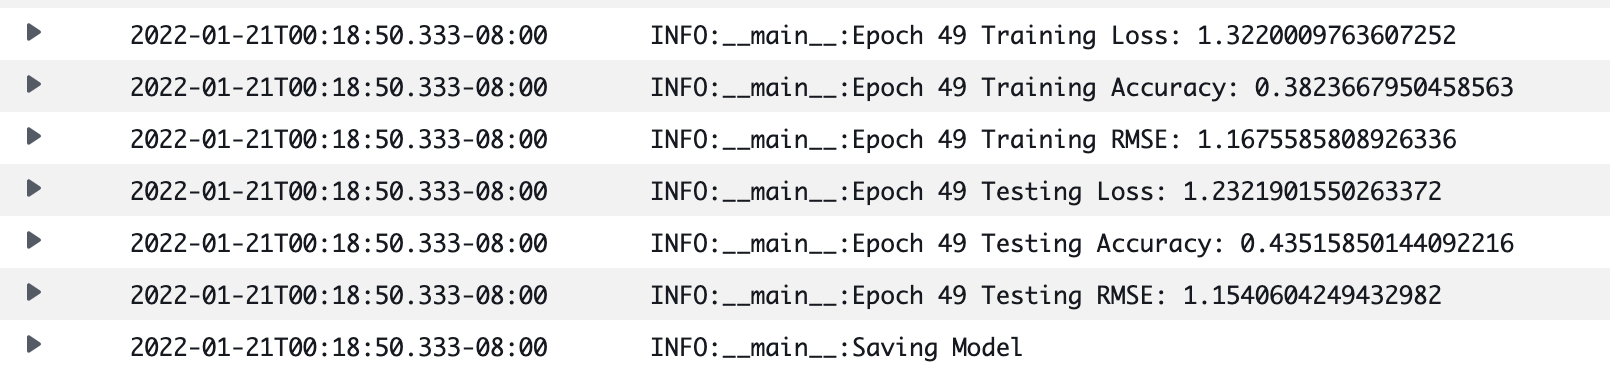 2022-01-21T00:18:50.333-08:00 INFO:__main__:Epoch 49 Training Loss: 1.3220009763607252
2022-01-21T00:18:50.333-08:00 INFO:__main__:Epoch 49 Training Accuracy: 0.3823667950458563
2022-01-21T00:18:50.333-08:00 INFO:__main__:Epoch 49 Training RMSE: 1.1675585808926336
2022-01-21T00:18:50.333-08:00 INFO:__main__:Epoch 49 Testing Loss: 1.2321901550263372
2022-01-21T00:18:50.333-08:00 INFO:__main__:Epoch 49 Testing Accuracy: 0.43515850144092216
2022-01-21T00:18:50.333-08:00 INFO:__main__:Epoch 49 Testing RMSE: 1.1540604249432982
2022-01-21T00:18:50.333-08:00 INFO:__main__:Saving Model